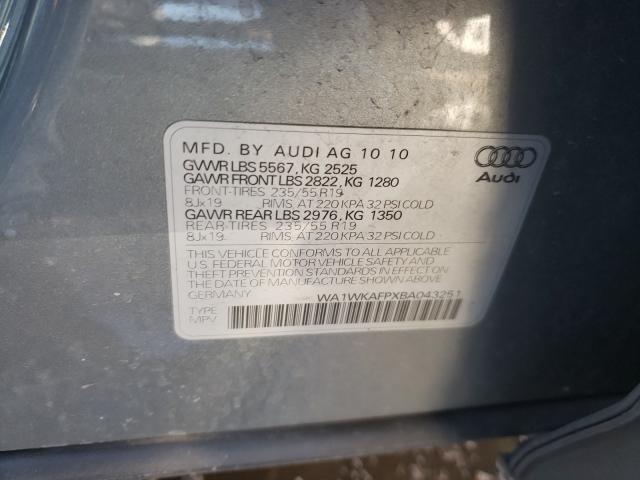 MFD. BY AUDI AG 10 10
GVWR LBS 5567, KG 2525
GAWR FRONT LBS 2822, KG 1280
FRONT-TIRES 235/55 R19
8Jx19 RIMS, AT 220 KPA 32 PSI COLD
GAWR REAR LBS 2976, KG 1350
REAR-TIRES 235/55 R19
8Jx19 RIMS, AT 220 KPA 32 PSI COLD
THIS VEHICLE CONFORMS TO ALL APPLICABLE
U.S. FEDERAL MOTOR VEHICLE SAFETY AND
THEFT PREVENTION STANDARDS IN EFFECT ON
THE DATE OF MANUFACTURE SHOWN ABOVE.
GERMANY
WA1WKAFPXBA043251
TYPE
MPV
Audi